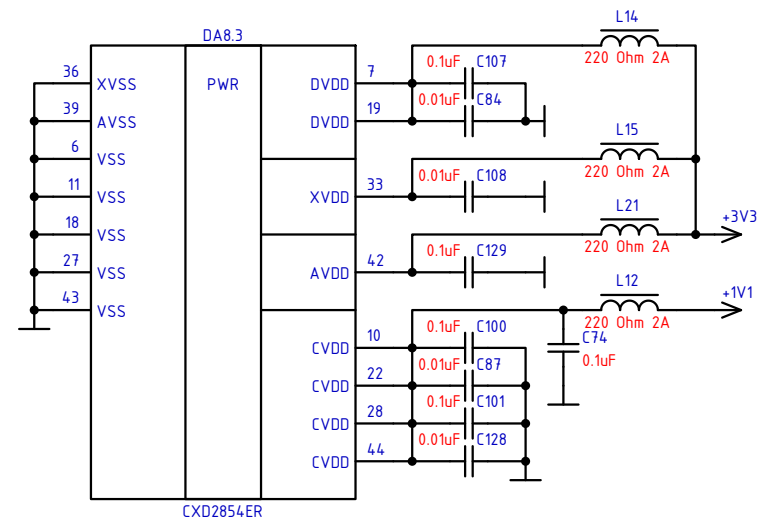 L14
DA8.3
220 Ohm 2A
36 XVSS PWR DVDD 7 0.1uF C107
39 AVSS DVDD 19 0.01uF C84
L15
6 VSS
220 Ohm 2A
11 VSS XVDD 33 0.01uF C108
L21
18 VSS +3V3
220 Ohm 2A
27 VSS AVDD 42 0.1uF C129
L12
43 VSS +1V1
220 Ohm 2A
CVDD 10 0.1uF C100 C74
0.1uF
CVDD 22 0.01uF C87
CVDD 28 0.1uF C101
CVDD 44 0.01uF C128
CXD2854ER